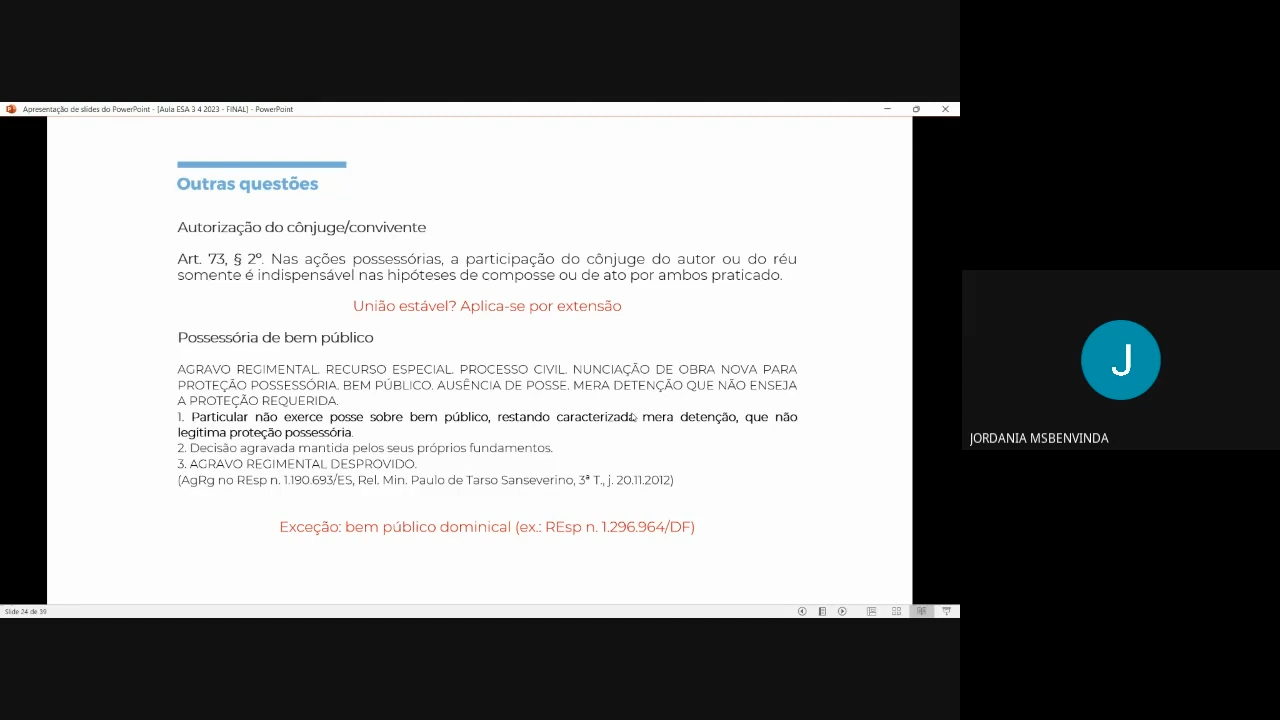 Apresentação de slides do PowerPoint - [Aula ESA 3 4 2023 - FINAL] - PowerPoint
Outras questões
Autorização do cônjuge/convivente
Art. 73, § 2º. Nas ações possessórias, a participação do cônjuge do autor ou do réu
somente é indispensável nas hipóteses de composse ou de ato por ambos praticado.
União estável? Aplica-se por extensão
Possessória de bem público
AGRAVO REGIMENTAL. RECURSO ESPECIAL. PROCESSO CIVIL. NUNCIAÇÃO DE OBRA NOVA PARA
PROTEÇÃO POSSESSÓRIA. BEM PÚBLICO. AUSÊNCIA DE POSSE. MERA DETENÇÃO QUE NÃO ENSEJA
A PROTEÇÃO REQUERIDA.
1. Particular não exerce posse sobre bem público, restando caracterizada mera detenção, que não
legitima proteção possessória.
2. Decisão agravada mantida pelos seus próprios fundamentos.
3. AGRAVO REGIMENTAL DESPROVIDO.
(AgRg no REsp n. 1.190.693/ES, Rel. Min. Paulo de Tarso Sanseverino, 3ª T., j. 20.11.2012)
Exceção: bem público dominical (ex.: REsp n. 1.296.964/DF)
Slide 24 de 39
J
JORDANIA MSBENVINDA